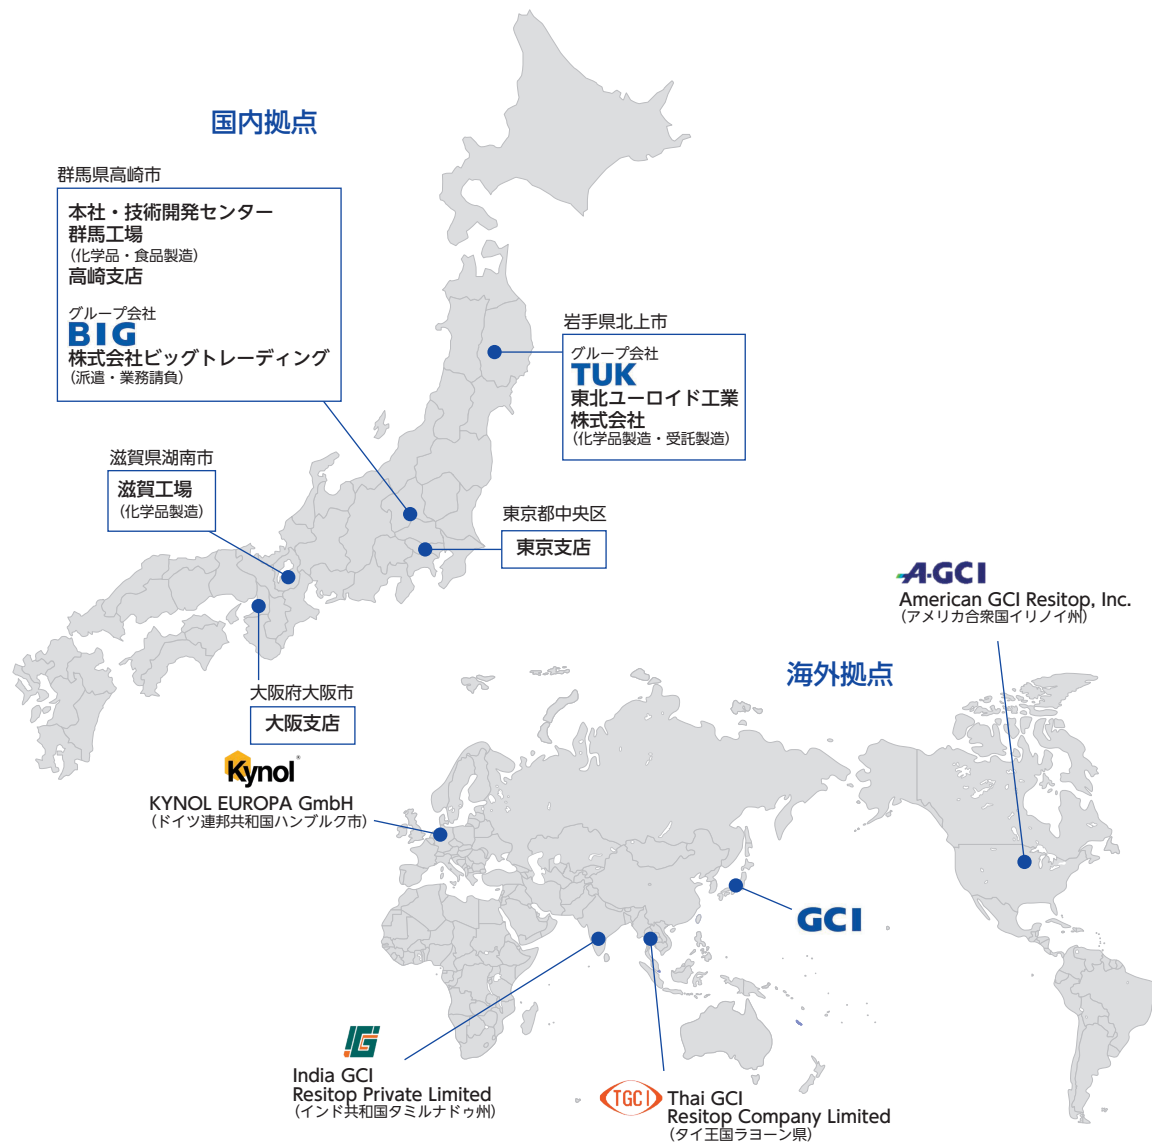 国内拠点
群馬県高崎市
本社・技術開発センター
群馬工場
(化学品・食品製造)
高崎支店
グループ会社
BIG
株式会社ビッグトレーディング
(派遣・業務請負)
岩手県北上市
グループ会社
TUK
東北ユーロイド工業
株式会社
(化学品製造・受託製造)
滋賀県湖南市
滋賀工場
(化学品製造)
東京都中央区
東京支店
大阪府大阪市
大阪支店
海外拠点
A-GCI
American GCI Resitop, Inc.
(アメリカ合衆国イリノイ州)
Kynol®
KYNOL EUROPA GmbH
(ドイツ連邦共和国ハンブルク市)
GCI
IGI
India GCI
Resitop Private Limited
(インド共和国タミルナドゥ州)
TGCI
Thai GCI
Resitop Company Limited
(タイ王国ラヨーン県)